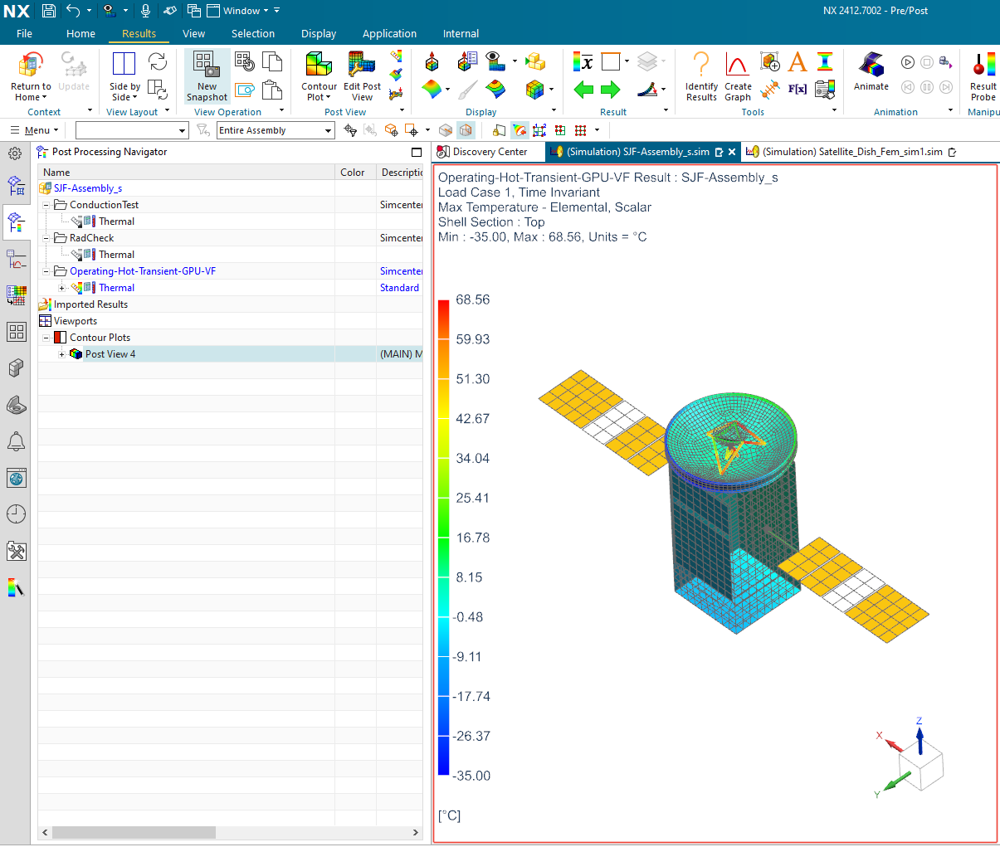 NX
Window
NX 2412.7002 - Pre/Post
File Home Results View Selection Display Application Internal
Return to Home
Update
Context
Side by Side
View Layout
New Snapshot
View Operation
Contour Plot
Edit Post View
Post View
Display
Result
Identify Results
Create Graph
F[x]
Tools
Animate
Animation
Result Probe
Manipu
Menu
Entire Assembly
Post Processing Navigator
Name Color Descriptic
SJF-Assembly_s
ConductionTest Simcenter
Thermal
RadCheck Simcenter
Thermal
Operating-Hot-Transient-GPU-VF Simcenter
Thermal Standard
Imported Results
Viewports
Contour Plots
Post View 4 (MAIN) M
Discovery Center
(Simulation) SJF-Assembly_s.sim
(Simulation) Satellite_Dish_Fem_sim1.sim
Operating-Hot-Transient-GPU-VF Result : SJF-Assembly_s
Load Case 1, Time Invariant
Max Temperature - Elemental, Scalar
Shell Section : Top
Min : -35.00, Max : 68.56, Units = °C
68.56
59.93
51.30
42.67
34.04
25.41
16.78
8.15
-0.48
-9.11
-17.74
-26.37
-35.00
[°C]
Z
X
Y